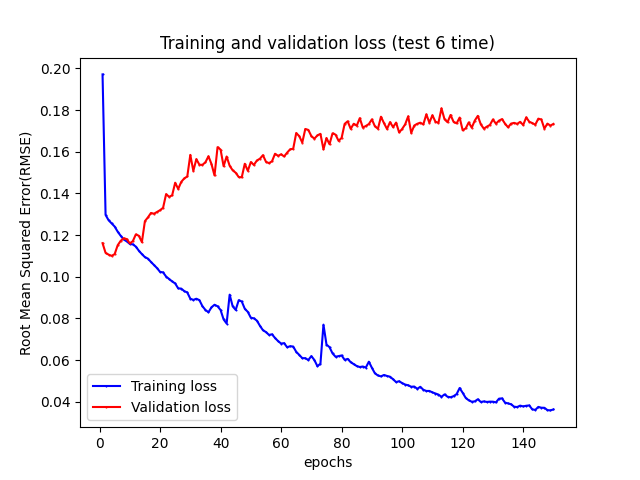 Training and validation loss (test 6 time)
Root Mean Squared Error(RMSE)
0.20
0.18
0.16
0.14
0.12
0.10
0.08
0.06
0.04
Training loss
Validation loss
0 20 40 60 80 100 120 140
epochs